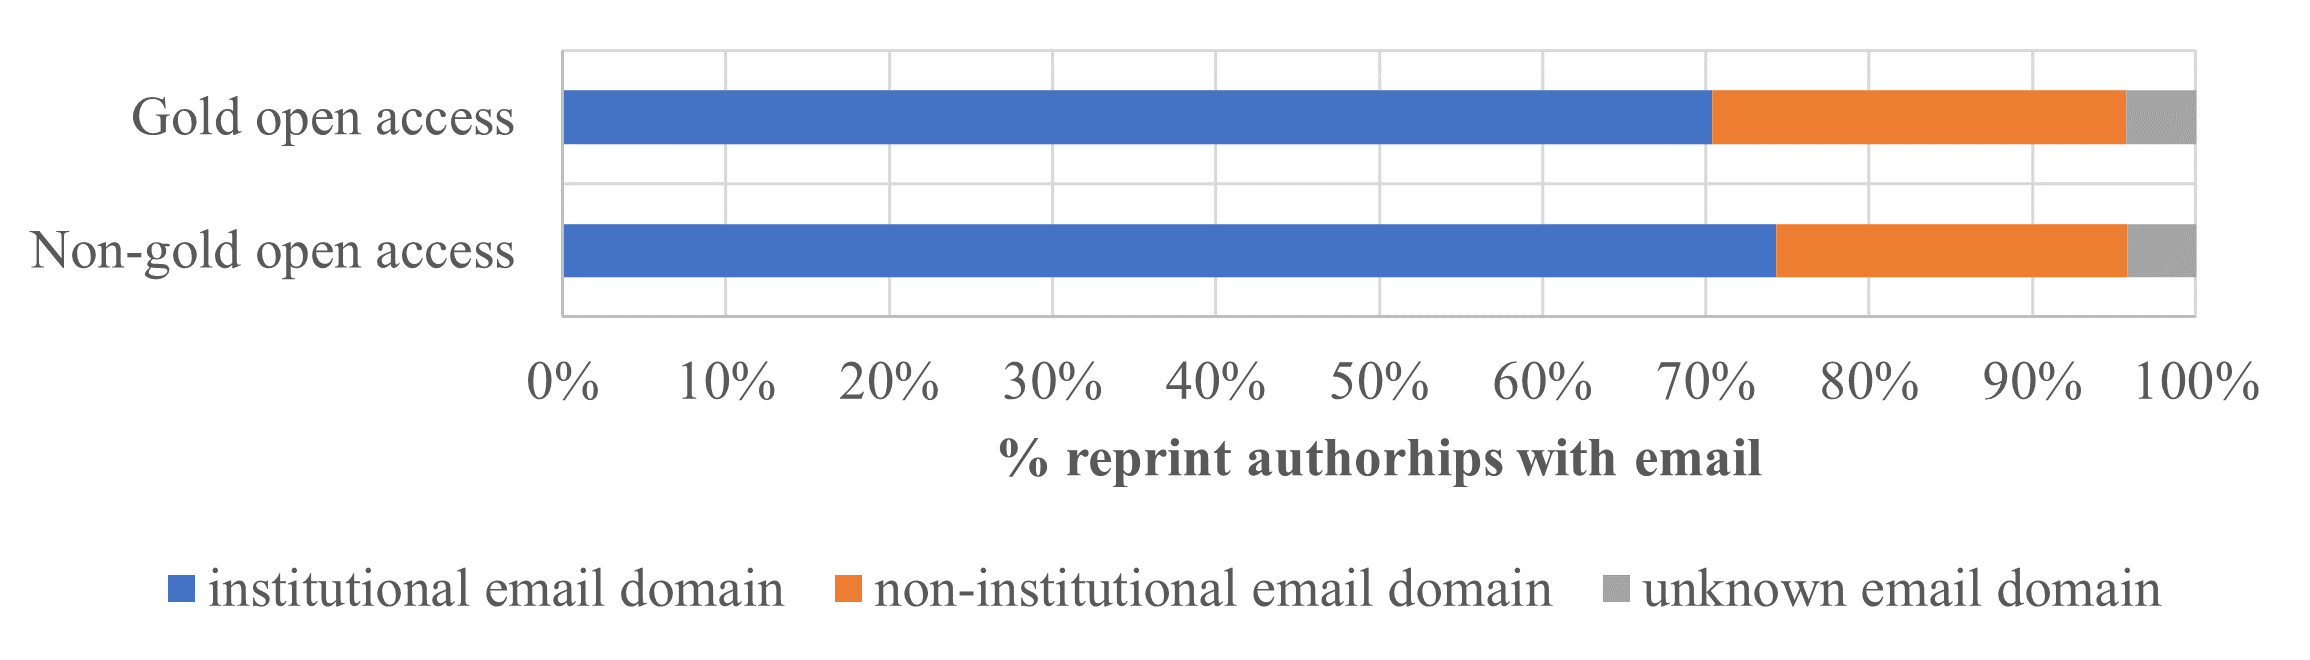 Gold open access
Non-gold open access
0% 10% 20% 30% 40% 50% 60% 70% 80% 90% 100%
% reprint authorhips with email
institutional email domain non-institutional email domain unknown email domain